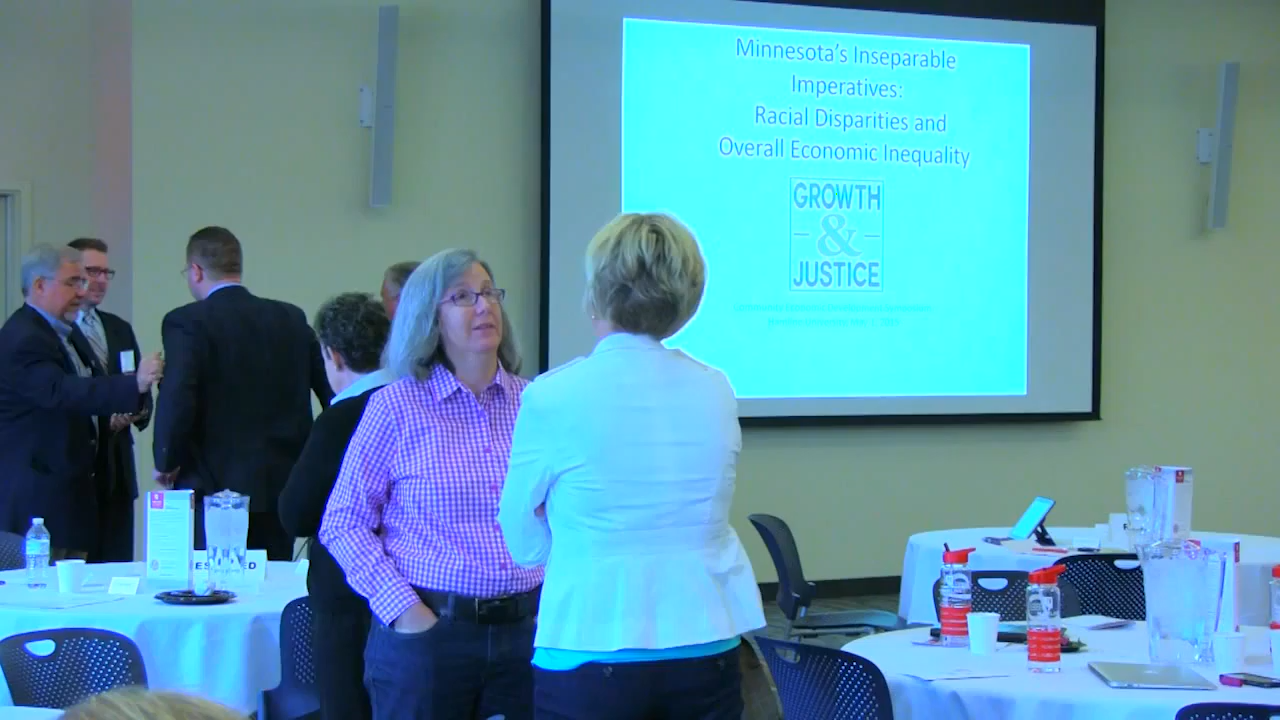 Minnesota's Inseparable
Imperatives:
Racial Disparities and
Overall Economic Inequality
GROWTH
&
JUSTICE